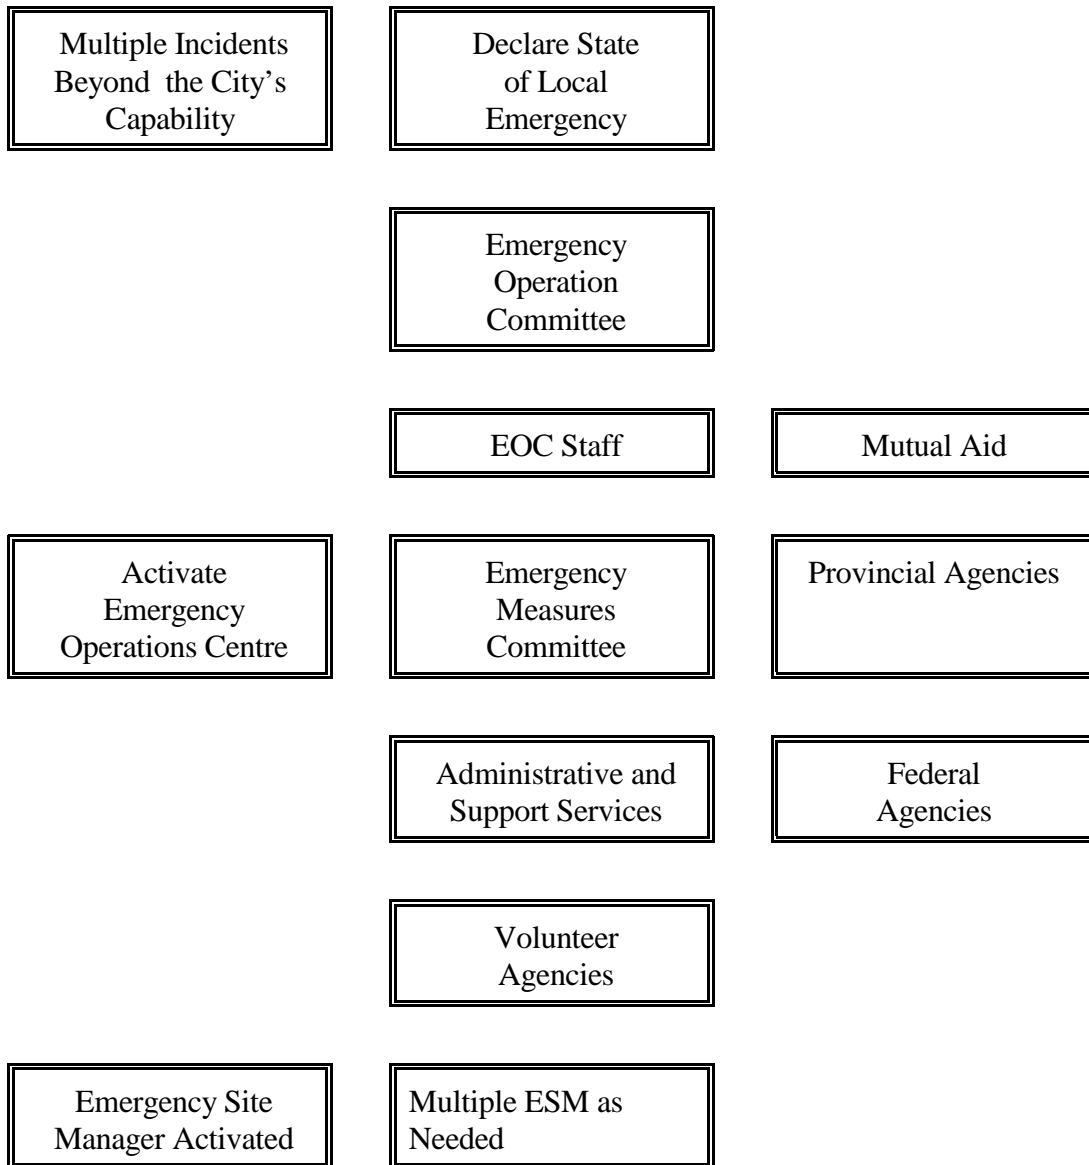 Multiple Incidents
Beyond the City's
Capability
Declare State
of Local
Emergency
Emergency
Operation
Committee
EOC Staff
Mutual Aid
Activate
Emergency
Operations Centre
Emergency
Measures
Committee
Provincial Agencies
Administrative and
Support Services
Federal
Agencies
Volunteer
Agencies
Emergency Site
Manager Activated
Multiple ESM as
Needed